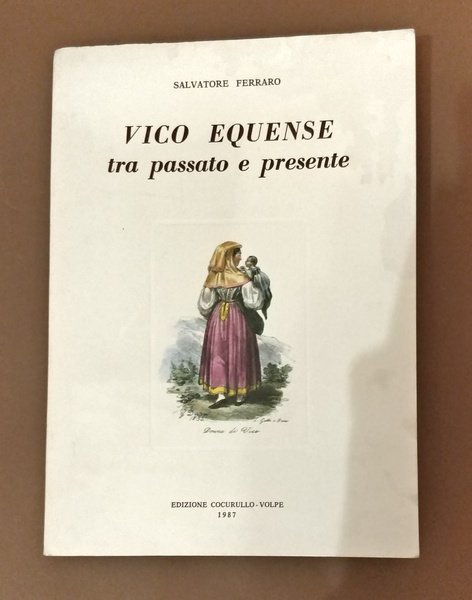 SALVATORE FERRARO
VICO EQUENSE
tra passato e presente
Donna di Vico
EDIZIONE COCURULLO - VOLPE
1987